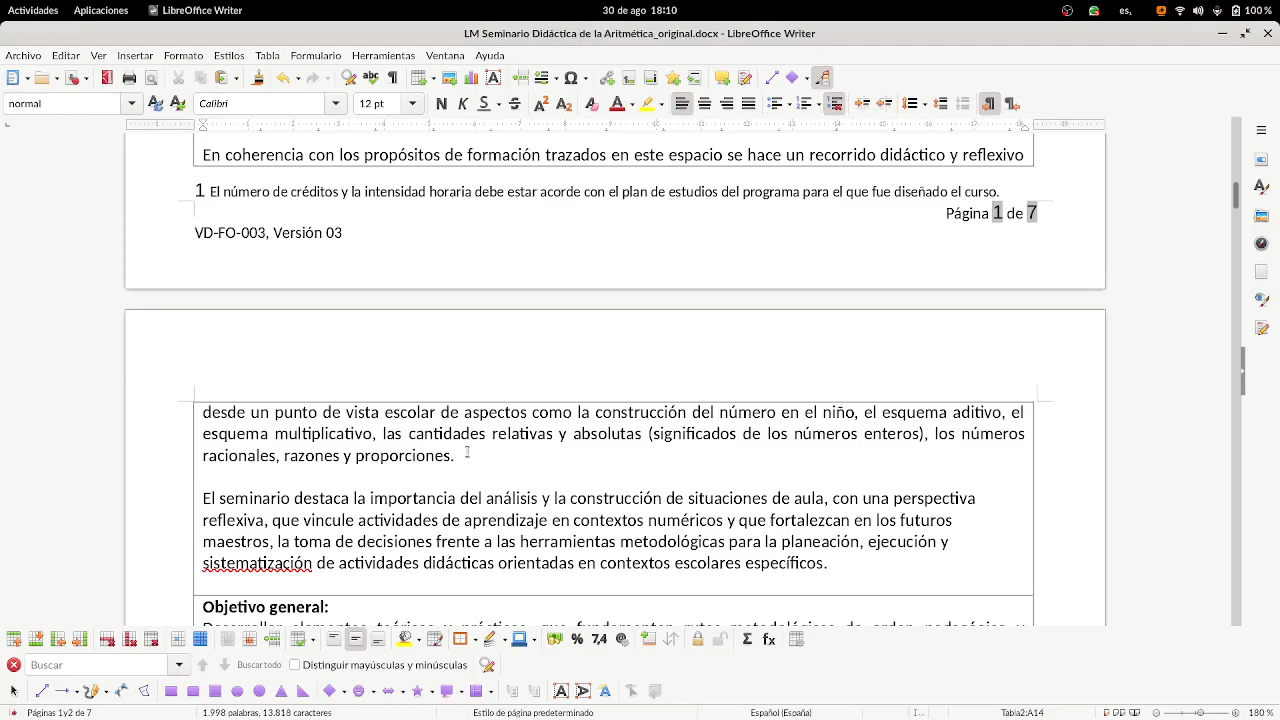 Actividades Aplicaciones LibreOffice Writer 30 de ago 18:10 es, 100 %
LM Seminario Didáctica de la Aritmética_original.docx - LibreOffice Writer
Archivo Editar Ver Insertar Formato Estilos Tabla Formulario Herramientas Ventana Ayuda
normal Calibri 12 pt N K S
En coherencia con los propósitos de formación trazados en este espacio se hace un recorrido didáctico y reflexivo
1 El número de créditos y la intensidad horaria debe estar acorde con el plan de estudios del programa para el que fue diseñado el curso.
Página 1 de 7
VD-FO-003, Versión 03
desde un punto de vista escolar de aspectos como la construcción del número en el niño, el esquema aditivo, el
esquema multiplicativo, las cantidades relativas y absolutas (significados de los números enteros), los números
racionales, razones y proporciones.
El seminario destaca la importancia del análisis y la construcción de situaciones de aula, con una perspectiva
reflexiva, que vincule actividades de aprendizaje en contextos numéricos y que fortalezcan en los futuros
maestros, la toma de decisiones frente a las herramientas metodológicas para la planeación, ejecución y
sistematización de actividades didácticas orientadas en contextos escolares específicos.
Objetivo general:
Buscar Buscar todo Distinguir mayúsculas y minúsculas
Páginas 1y2 de 7 1.998 palabras, 13.818 caracteres Estilo de página predeterminado Español (España) Tabla2:A14 180 %